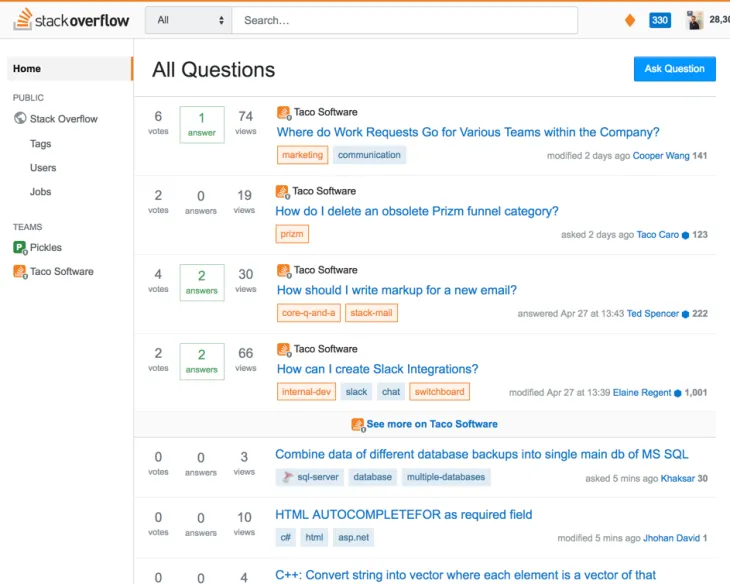 stackoverflow All Search... 330 28,30
Home
PUBLIC
Stack Overflow
Tags
Users
Jobs
TEAMS
Pickles
Taco Software
All Questions Ask Question
Taco Software
6 1 74
votes answer views
Where do Work Requests Go for Various Teams within the Company?
marketing communication
modified 2 days ago Cooper Wang 141
Taco Software
2 0 19
votes answers views
How do I delete an obsolete Prizm funnel category?
prizm
asked 2 days ago Taco Caro 123
Taco Software
4 2 30
votes answers views
How should I write markup for a new email?
core-q-and-a stack-mail
answered Apr 27 at 13:43 Ted Spencer 222
Taco Software
2 2 66
votes answers views
How can I create Slack Integrations?
internal-dev slack chat switchboard
modified Apr 27 at 13:39 Elaine Regent 1,001
See more on Taco Software
0 0 3
votes answers views
Combine data of different database backups into single main db of MS SQL
sql-server database multiple-databases
asked 5 mins ago Khaksar 30
0 0 10
votes answers views
HTML AUTOCOMPLETEFOR as required field
c# html asp.net
modified 5 mins ago Jhohan David 1
0 0 4
C++: Convert string into vector where each element is a vector of that